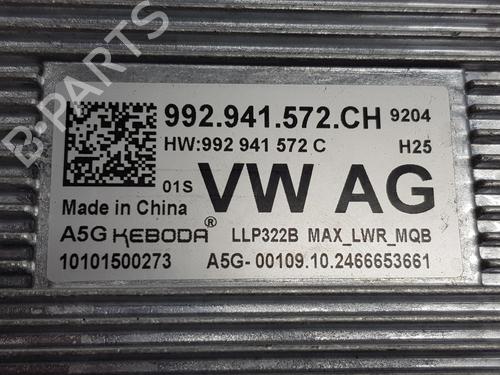 992.941.572.CH 9204
HW:992 941 572 C H25
01S VW AG
Made in China
A5G KEBODA® LLP322B MAX_LWR_MQB
10101500273 A5G- 00109.10.2466653661
B-PARTS